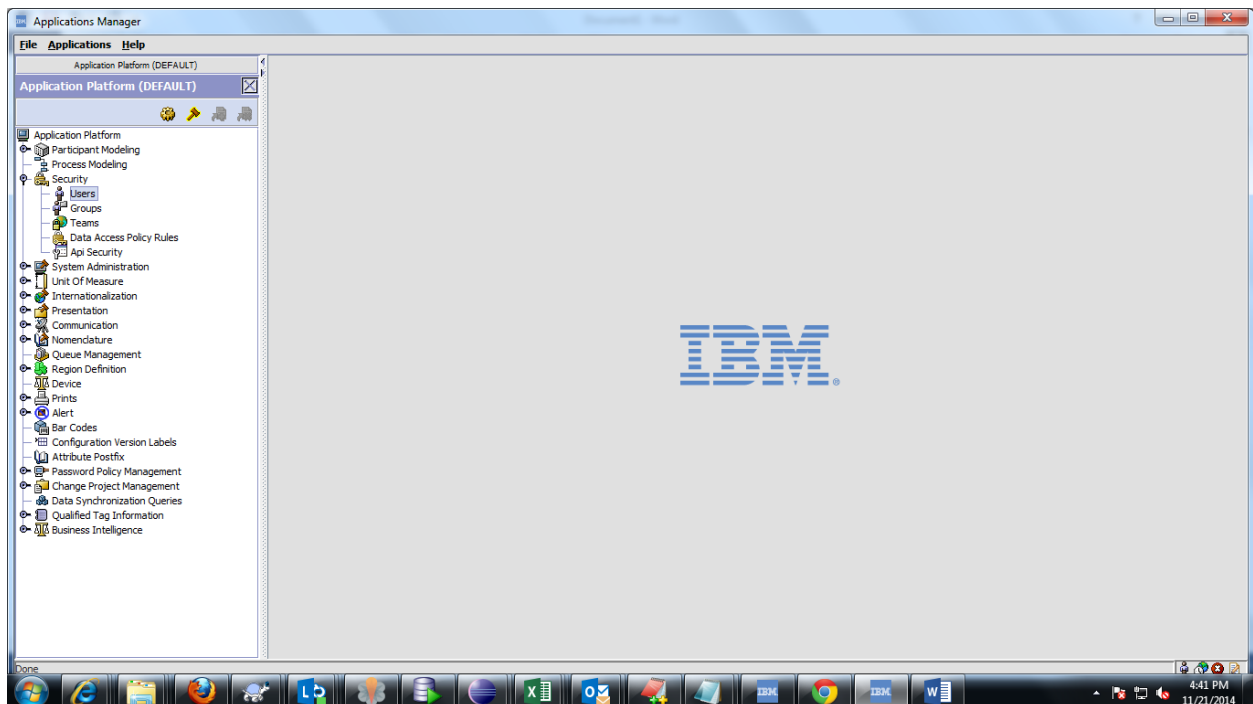 Applications Manager
File Applications Help
Application Platform (DEFAULT)
Application Platform (DEFAULT)
Application Platform
Participant Modeling
Process Modeling
Security
Users
Groups
Teams
Data Access Policy Rules
Api Security
System Administration
Unit Of Measure
Internationalization
Presentation
Communication
Nomendature
Queue Management
Region Definition
Device
Prints
Alert
Bar Codes
Configuration Version Labels
Attribute Postfix
Password Policy Management
Change Project Management
Data Synchronization Queries
Qualified Tag Information
Business Intelligence
IBM®
Done
IBM IBM
4:41 PM
11/21/2014